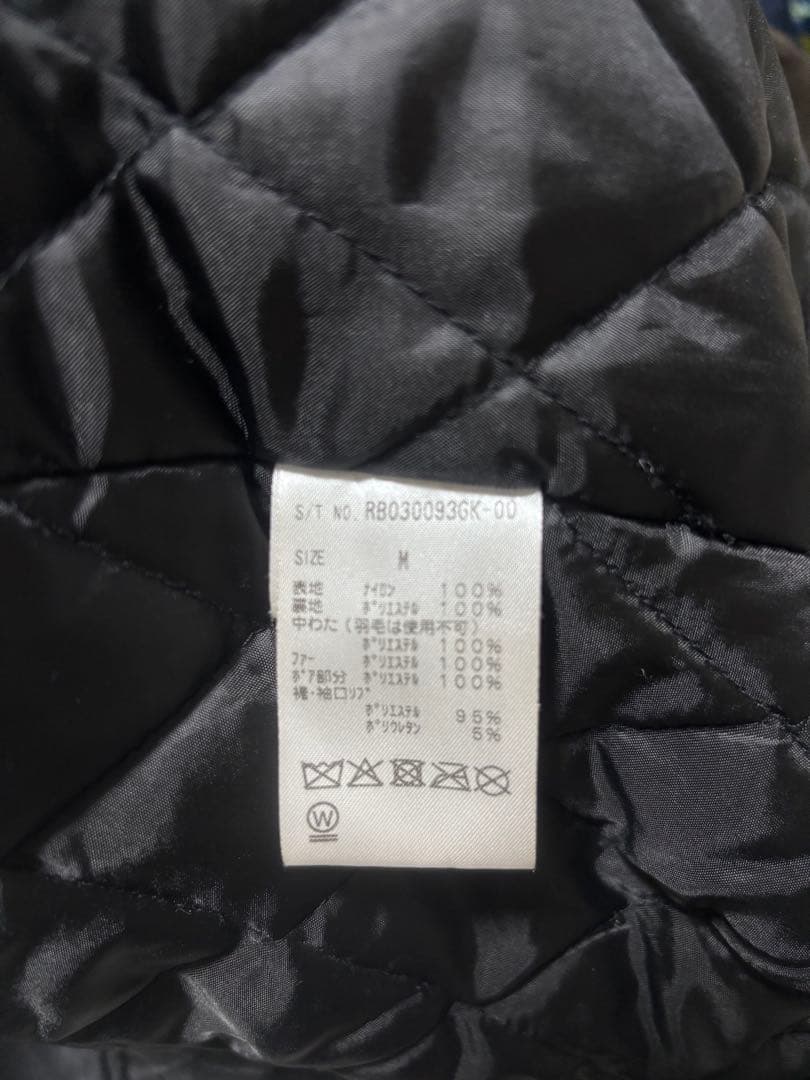 S/T NO. RB030093GK-00
SIZE M
表地 ﾅｲﾛﾝ 100%
裏地 ﾎﾟﾘｴｽﾃﾙ 100%
中わた(羽毛は使用不可)
ﾎﾟﾘｴｽﾃﾙ 100%
ﾌｧｰ ﾎﾟﾘｴｽﾃﾙ 100%
ﾎﾞｱ部分 ﾎﾟﾘｴｽﾃﾙ 100%
裾・袖口ﾘﾌﾞ
ﾎﾟﾘｴｽﾃﾙ 95%
ﾎﾟﾘｳﾚﾀﾝ 5%
W